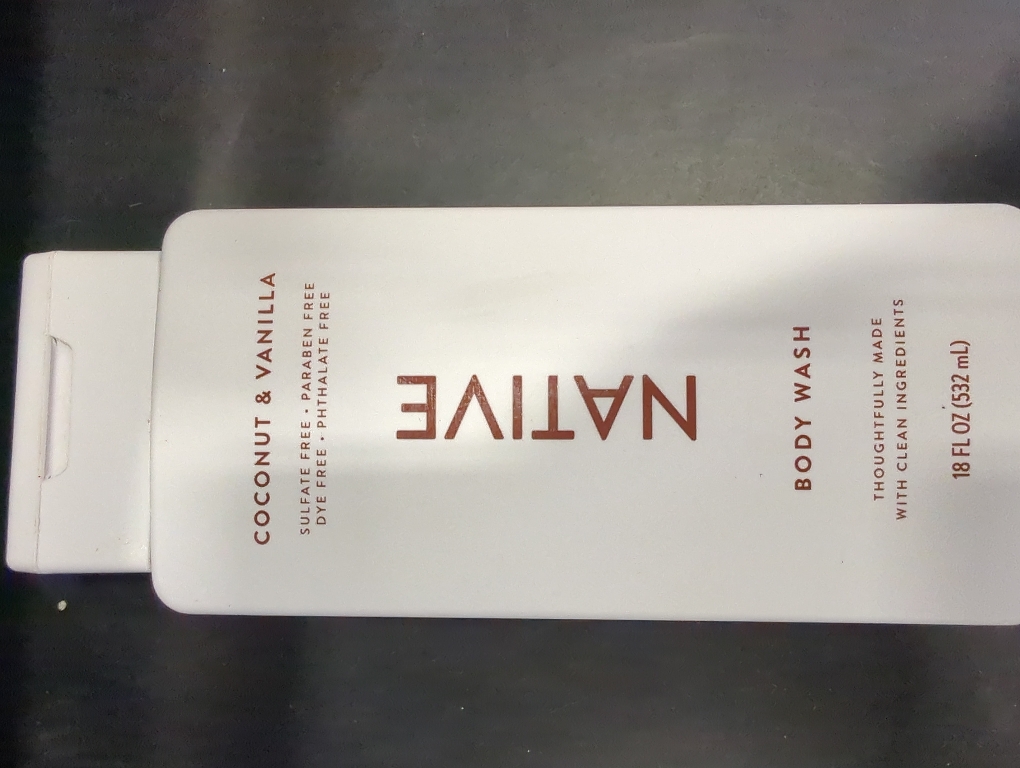 COCONUT & VANILLA
SULFATE FREE • PARABEN FREE
DYE FREE • PHTHALATE FREE
NATIVE
BODY WASH
THOUGHTFULLY MADE
WITH CLEAN INGREDIENTS
18 FL OZ (532 mL)